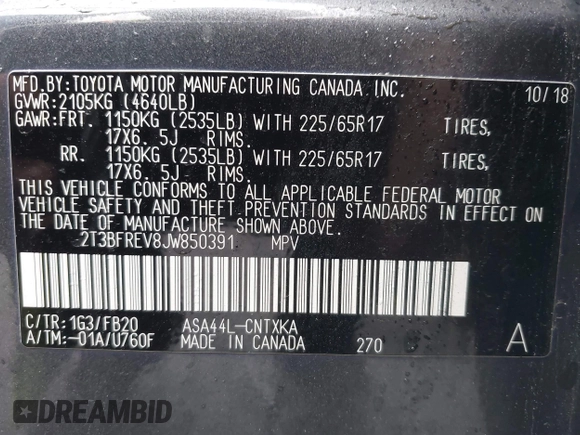 MFD.BY:TOYOTA MOTOR MANUFACTURING CANADA INC. 10/18
GVWR:2105KG (4640LB)
GAWR:FRT. 1150KG (2535LB) WITH 225/65R17 TIRES,
17X6. 5J RIMS.
RR. 1150KG (2535LB) WITH 225/65R17 TIRES,
17X6. 5J RIMS.
THIS VEHICLE CONFORMS TO ALL APPLICABLE FEDERAL MOTOR
VEHICLE SAFETY AND THEFT PREVENTION STANDARDS IN EFFECT ON
THE DATE OF MANUFACTURE SHOWN ABOVE.
2T3BFREV8JW850391 MPV
C/TR:1G3/FB20 ASA44L-CNTXKA
A/TM:-01A/U760F MADE IN CANADA 270 A
DREAMBID